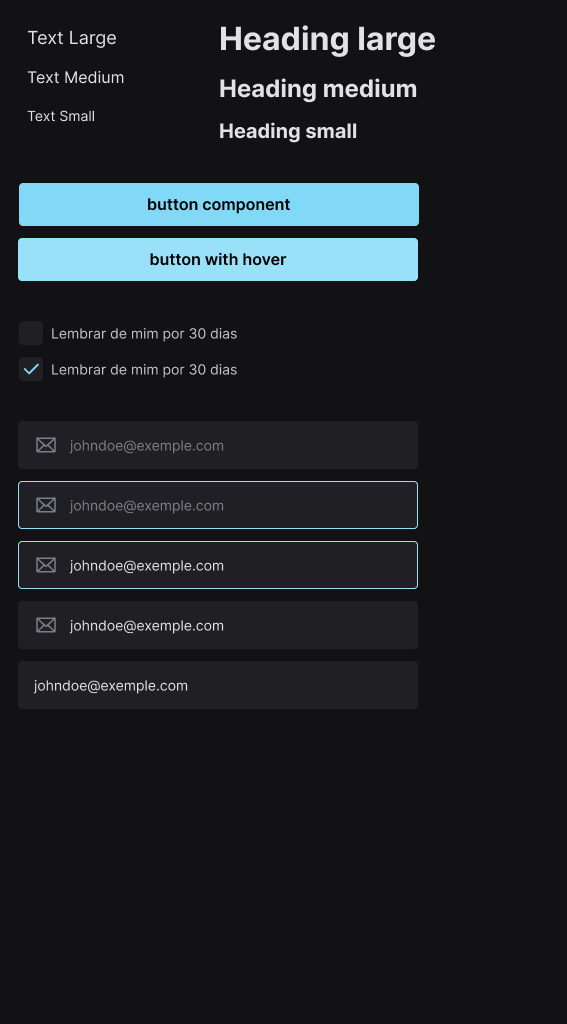 Text Large
Text Medium
Text Small
Heading large
Heading medium
Heading small
button component
button with hover
Lembrar de mim por 30 dias
Lembrar de mim por 30 dias
johndoe@exemple.com
johndoe@exemple.com
johndoe@exemple.com
johndoe@exemple.com
johndoe@exemple.com